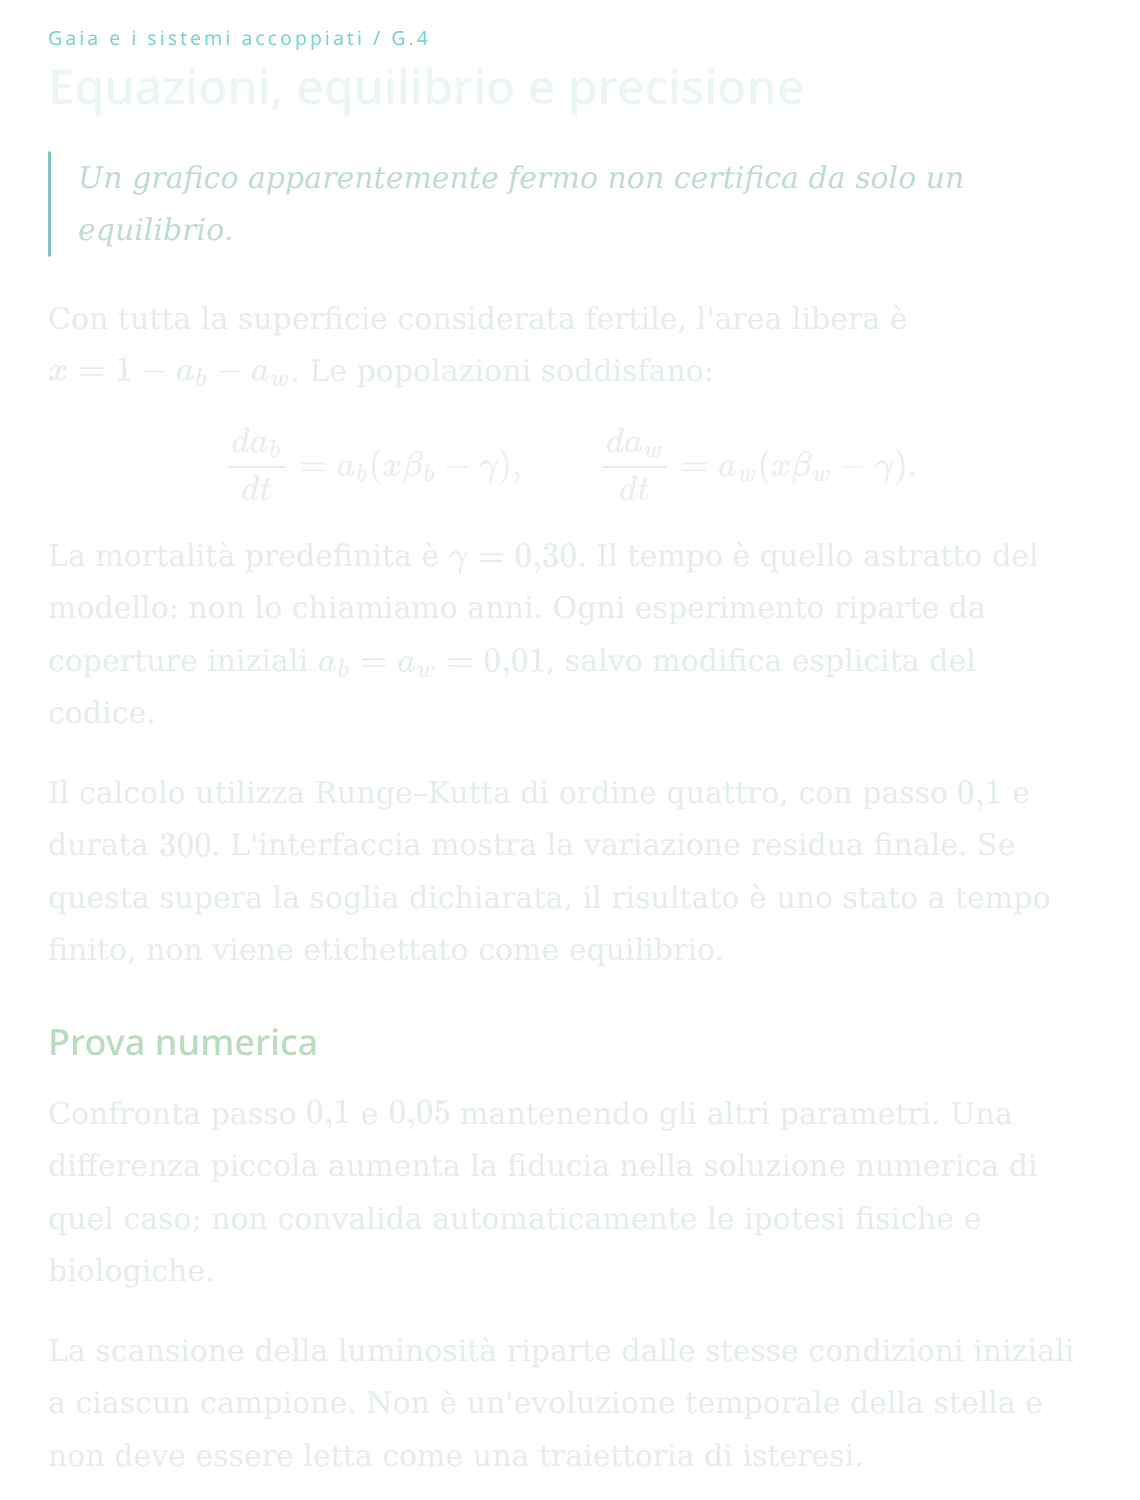 Gaia e i sistemi accoppiati / G.4
Equazioni, equilibrio e precisione
Un grafico apparentemente fermo non certifica da solo un
equilibrio.
Con tutta la superficie considerata fertile, l'area libera è
x = 1 − a_b − a_w. Le popolazioni soddisfano:
da_b/dt = a_b(xβ_b − γ), da_w/dt = a_w(xβ_w − γ).
La mortalità predefinita è γ = 0,30. Il tempo è quello astratto del
modello: non lo chiamiamo anni. Ogni esperimento riparte da
coperture iniziali a_b = a_w = 0,01, salvo modifica esplicita del
codice.
Il calcolo utilizza Runge–Kutta di ordine quattro, con passo 0,1 e
durata 300. L'interfaccia mostra la variazione residua finale. Se
questa supera la soglia dichiarata, il risultato è uno stato a tempo
finito, non viene etichettato come equilibrio.
Prova numerica
Confronta passo 0,1 e 0,05 mantenendo gli altri parametri. Una
differenza piccola aumenta la fiducia nella soluzione numerica di
quel caso; non convalida automaticamente le ipotesi fisiche e
biologiche.
La scansione della luminosità riparte dalle stesse condizioni iniziali
a ciascun campione. Non è un'evoluzione temporale della stella e
non deve essere letta come una traiettoria di isteresi.